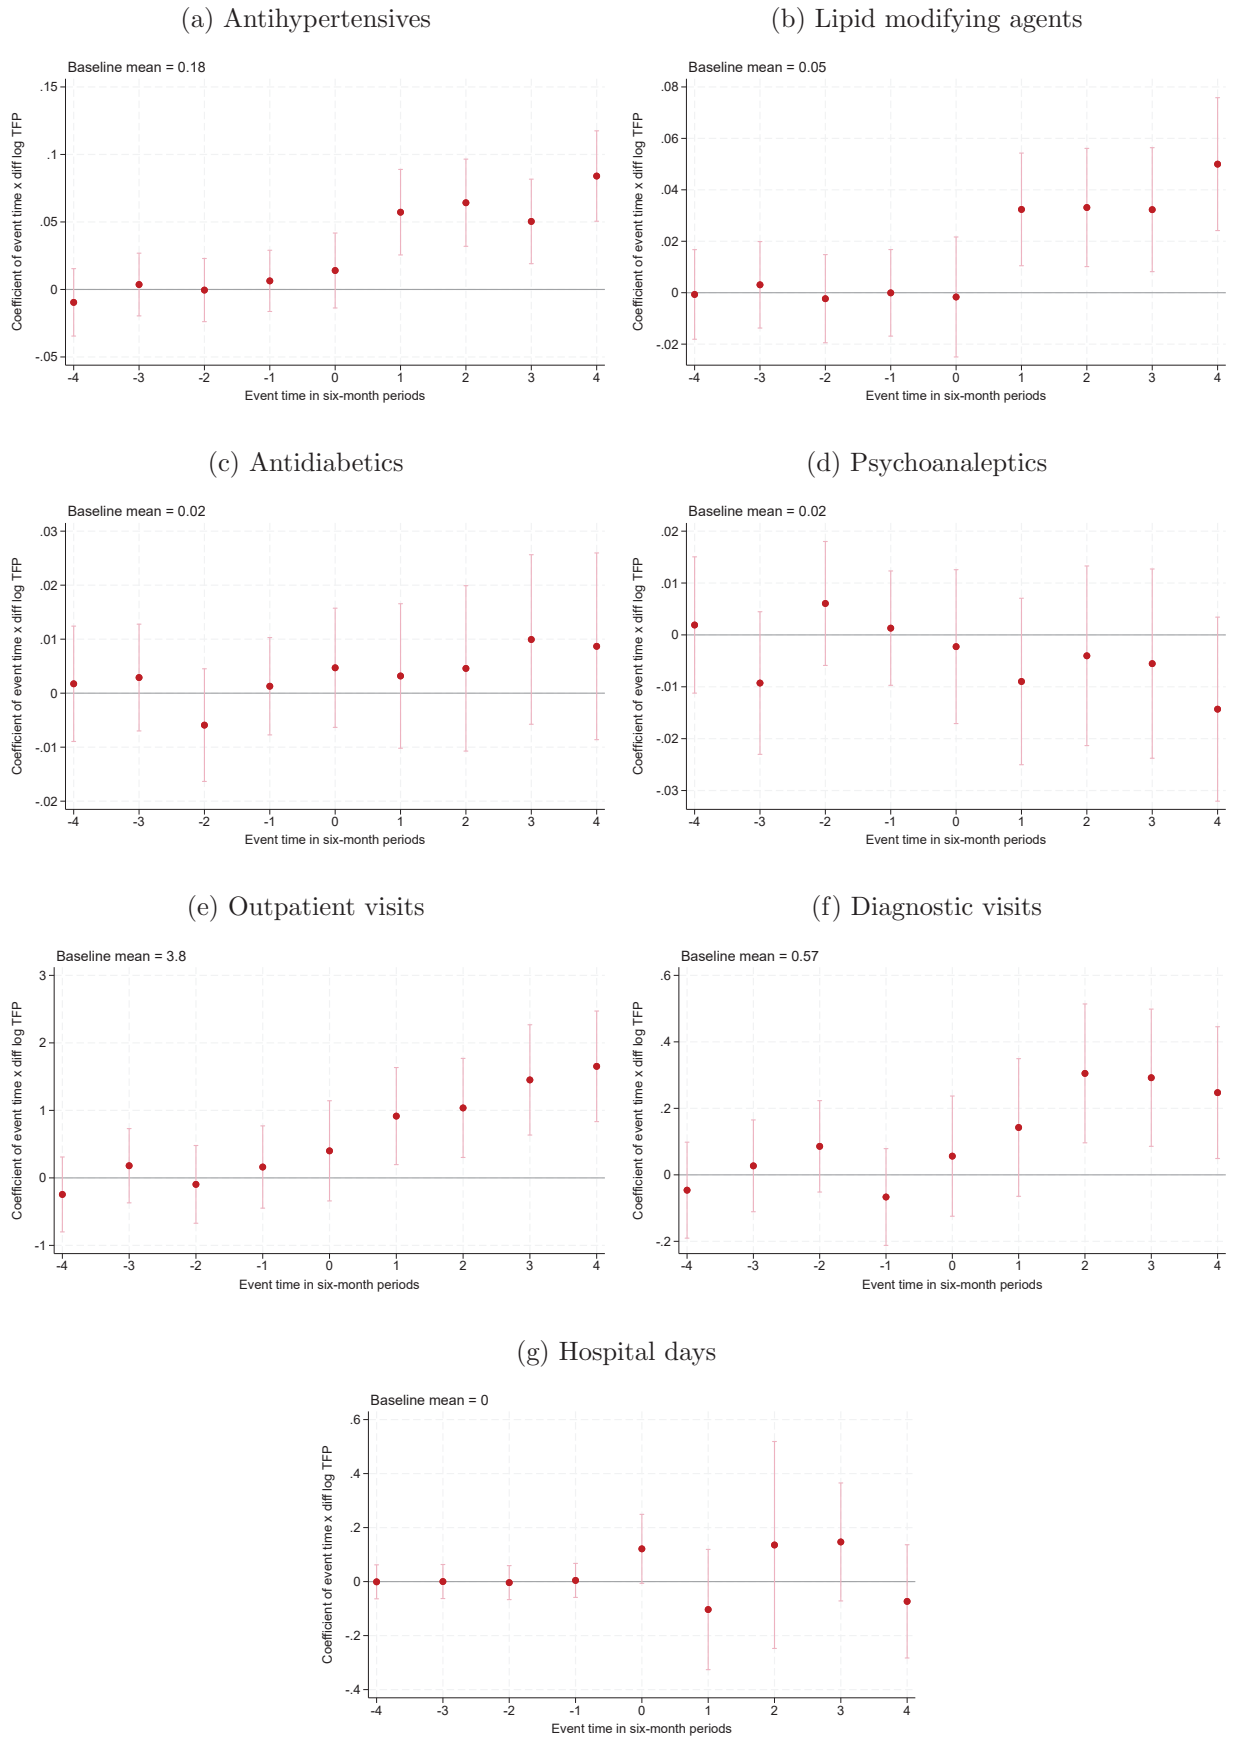 (a) Antihypertensives
Baseline mean = 0.18
Coefficient of event time x diff log TFP
.15
.1
.05
0
-.05
-4 -3 -2 -1 0 1 2 3 4
Event time in six-month periods
(b) Lipid modifying agents
Baseline mean = 0.05
Coefficient of event time x diff log TFP
.08
.06
.04
.02
0
-.02
-4 -3 -2 -1 0 1 2 3 4
Event time in six-month periods
(c) Antidiabetics
Baseline mean = 0.02
Coefficient of event time x diff log TFP
.03
.02
.01
0
-.01
-.02
-4 -3 -2 -1 0 1 2 3 4
Event time in six-month periods
(d) Psychoanaleptics
Baseline mean = 0.02
Coefficient of event time x diff log TFP
.02
.01
0
-.01
-.02
-.03
-4 -3 -2 -1 0 1 2 3 4
Event time in six-month periods
(e) Outpatient visits
Baseline mean = 3.8
Coefficient of event time x diff log TFP
3
2
1
0
-1
-4 -3 -2 -1 0 1 2 3 4
Event time in six-month periods
(f) Diagnostic visits
Baseline mean = 0.57
Coefficient of event time x diff log TFP
.6
.4
.2
0
-.2
-4 -3 -2 -1 0 1 2 3 4
Event time in six-month periods
(g) Hospital days
Baseline mean = 0
Coefficient of event time x diff log TFP
.6
.4
.2
0
-.2
-.4
-4 -3 -2 -1 0 1 2 3 4
Event time in six-month periods